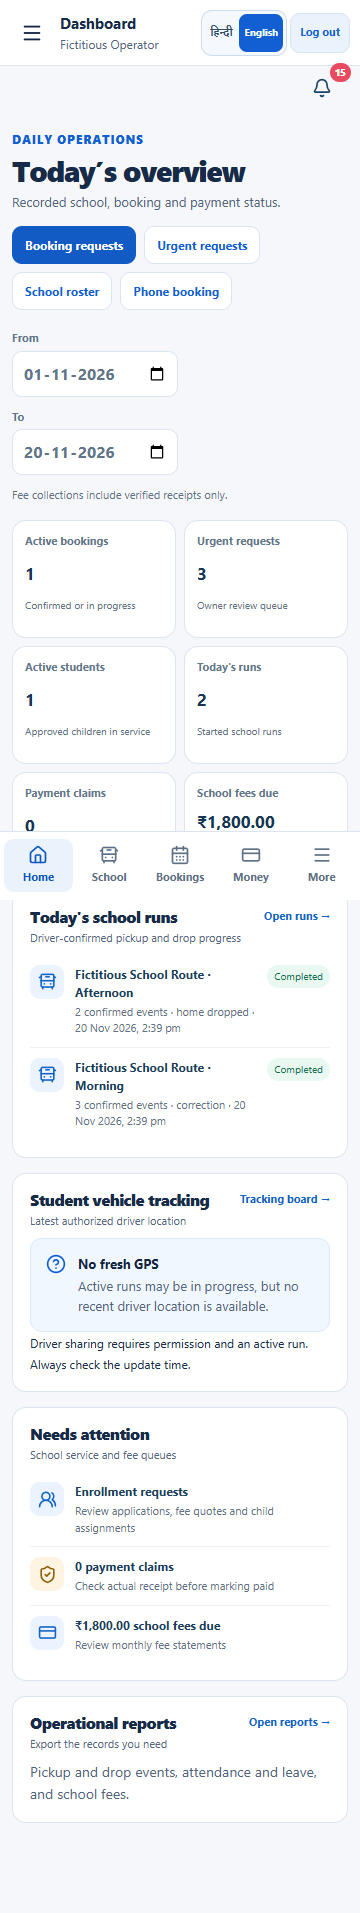 Dashboard
Fictitious Operator
हिन्दी
English
Log out
15
DAILY OPERATIONS
Today's overview
Recorded school, booking and payment status.
Booking requests
Urgent requests
School roster
Phone booking
From
01-11-2026
To
20-11-2026
Fee collections include verified receipts only.
Active bookings
1
Confirmed or in progress
Urgent requests
3
Owner review queue
Active students
1
Approved children in service
Today's runs
2
Started school runs
Payment claims
0
School fees due
₹1,800.00
Home
School
Bookings
Money
More
Today's school runs
Open runs →
Driver-confirmed pickup and drop progress
Fictitious School Route ·
Afternoon
2 confirmed events · home dropped ·
20 Nov 2026, 2:39 pm
Completed
Fictitious School Route ·
Morning
3 confirmed events · correction · 20
Nov 2026, 2:39 pm
Completed
Student vehicle tracking
Tracking board →
Latest authorized driver location
No fresh GPS
Active runs may be in progress, but no
recent driver location is available.
Driver sharing requires permission and an active run.
Always check the update time.
Needs attention
School service and fee queues
Enrollment requests
Review applications, fee quotes and child
assignments
0 payment claims
Check actual receipt before marking paid
₹1,800.00 school fees due
Review monthly fee statements
Operational reports
Open reports →
Export the records you need
Pickup and drop events, attendance and leave,
and school fees.